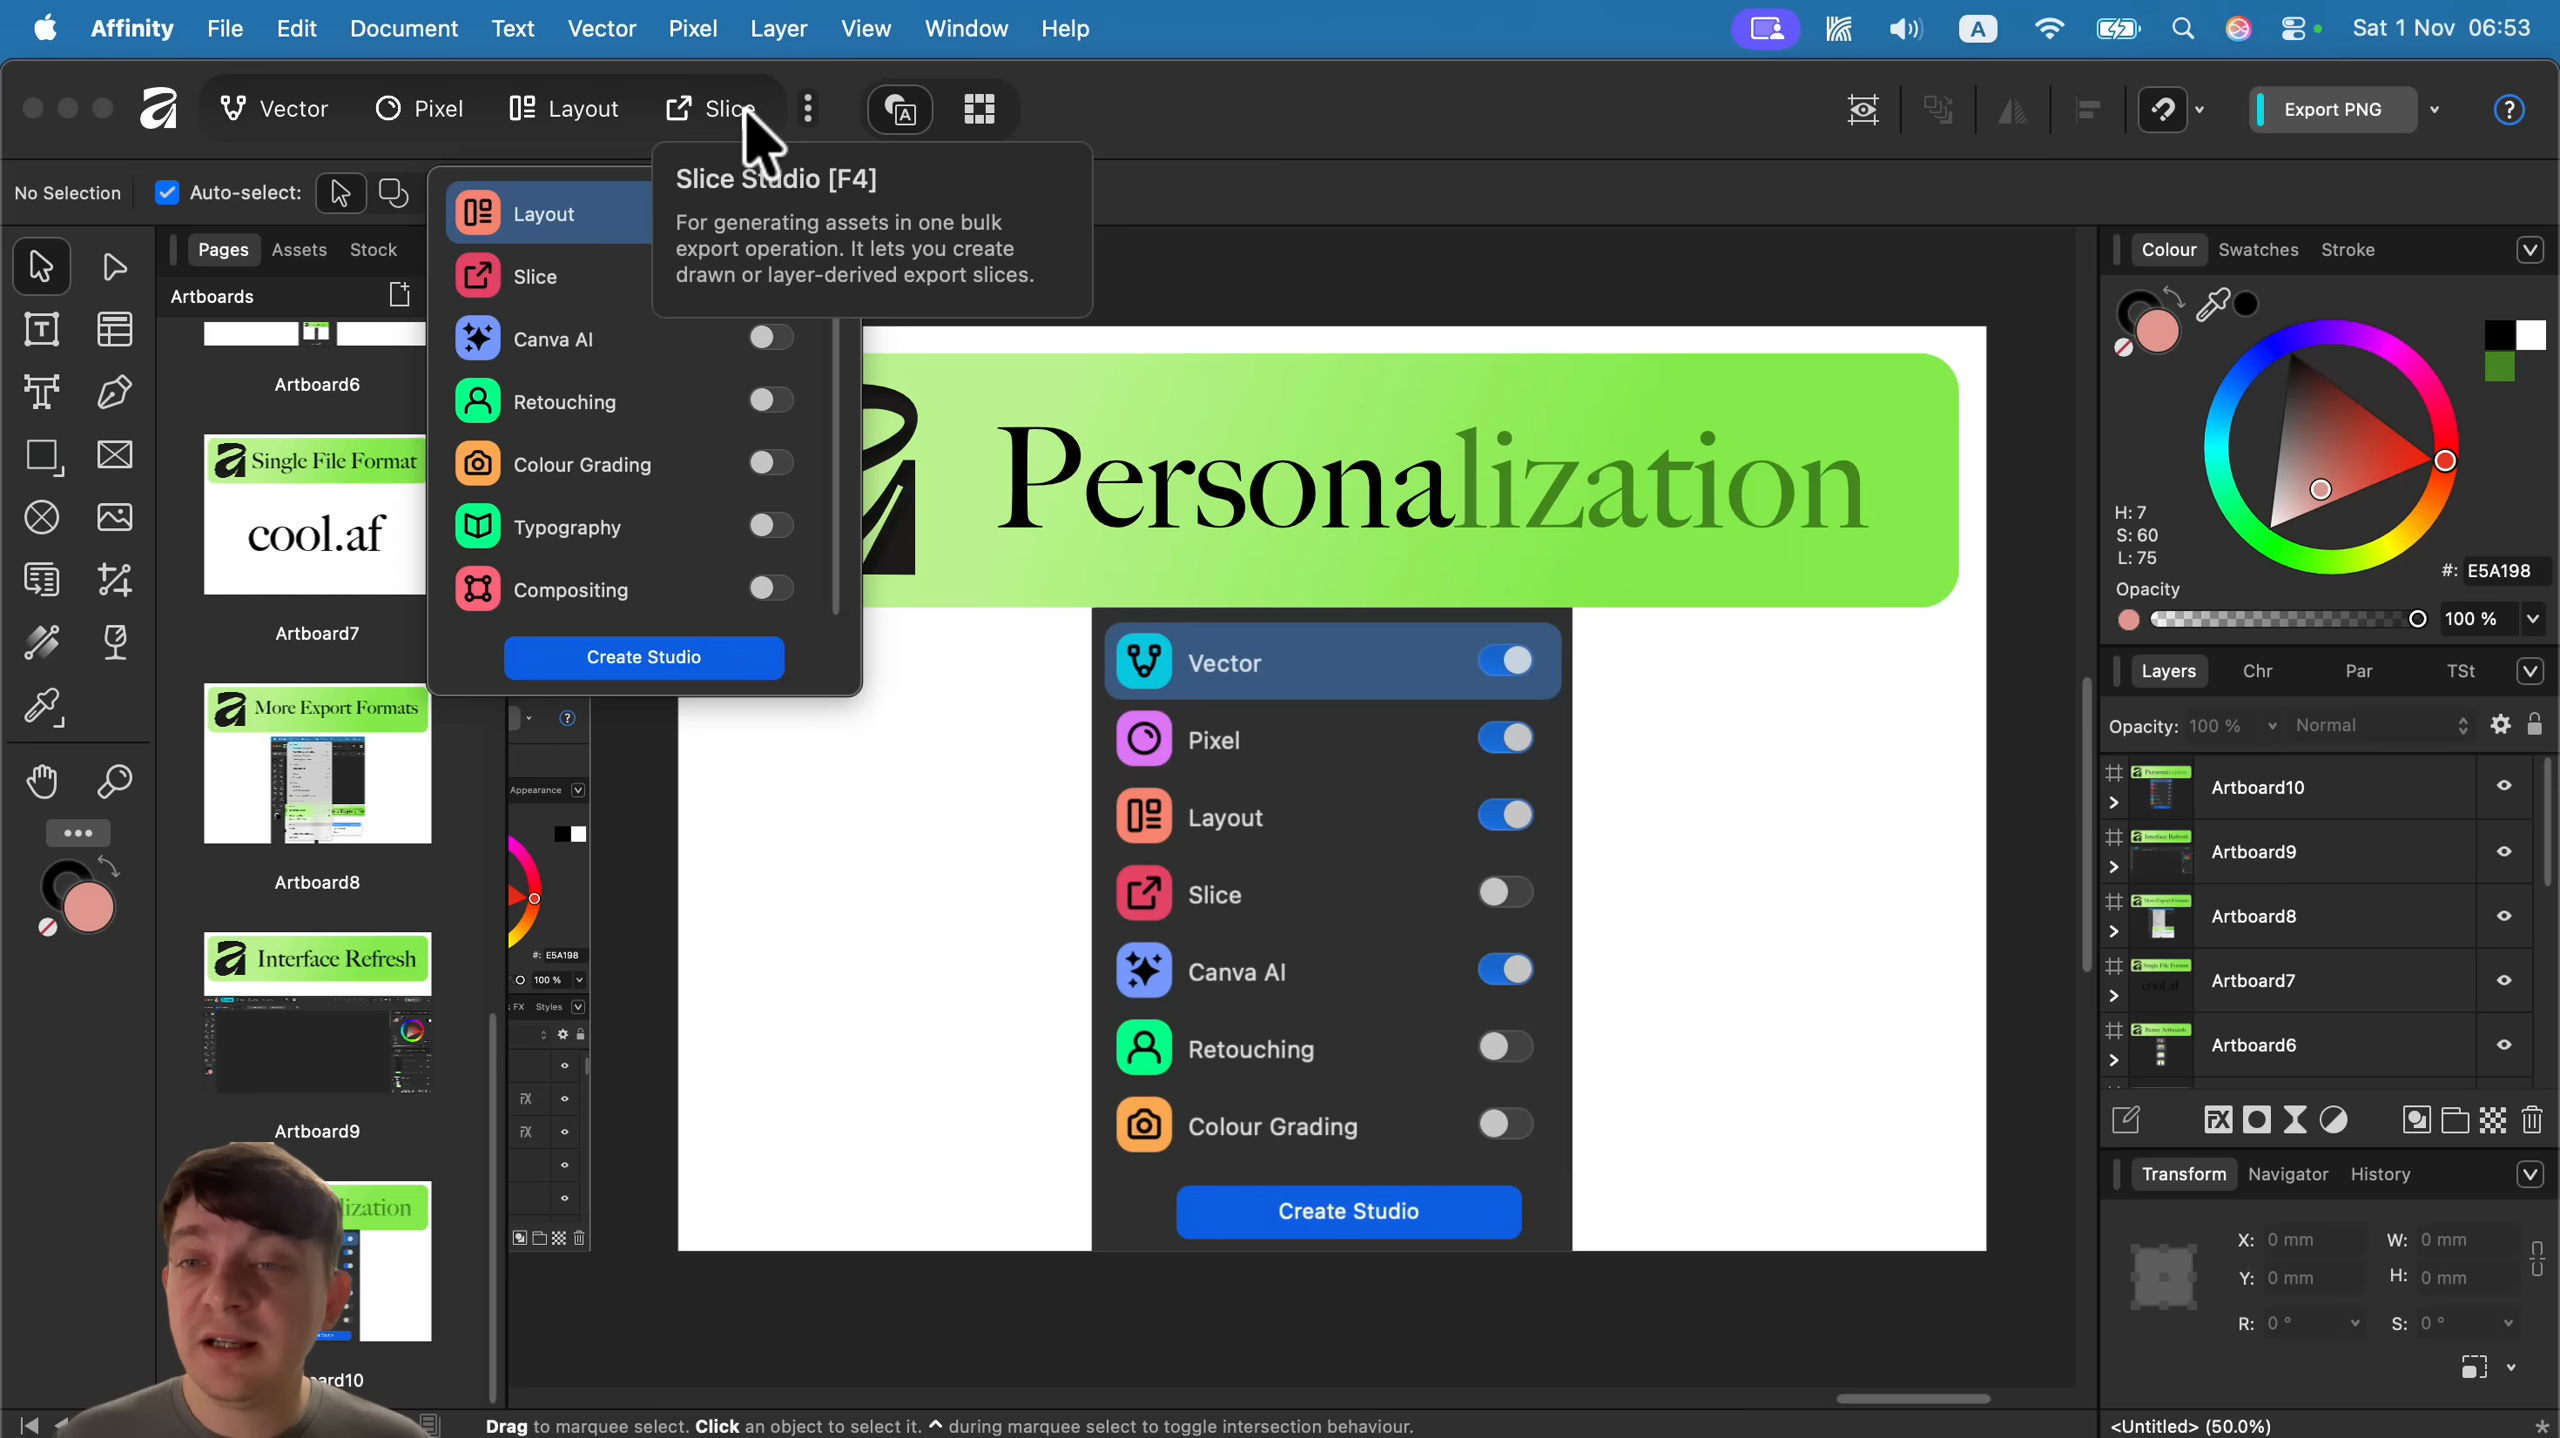 Affinity File Edit Document Text Vector Pixel Layer View Window Help
A
Sat 1 Nov 06:53
Vector Pixel Layout Slice
Export PNG
?
Slice Studio [F4]
For generating assets in one bulk
export operation. It lets you create
drawn or layer-derived export slices.
No Selection
Auto-select:
Pages Assets Stock
Artboards
Artboard6
Single File Format
cool.af
Artboard7
More Export Formats
Artboard8
Interface Refresh
Artboard9
lization
ard10
Layout
Slice
Canva AI
Retouching
Colour Grading
Typography
Compositing
Create Studio
Appearance
#: E5A198
100 %
FX Styles
Personalization
Vector
Pixel
Layout
Slice
Canva AI
Retouching
Colour Grading
Create Studio
Colour Swatches Stroke
H: 7
S: 60
L: 75
#: E5A198
Opacity
100 %
Layers Chr Par TSt
Opacity: 100 % Normal
Artboard10
Artboard9
Artboard8
Artboard7
Artboard6
Transform Navigator History
X: 0 mm W: 0 mm
Y: 0 mm H: 0 mm
R: 0 ° S: 0 °
Drag to marquee select. Click an object to select it. ^ during marquee select to toggle intersection behaviour.
<Untitled> (50.0%)
*